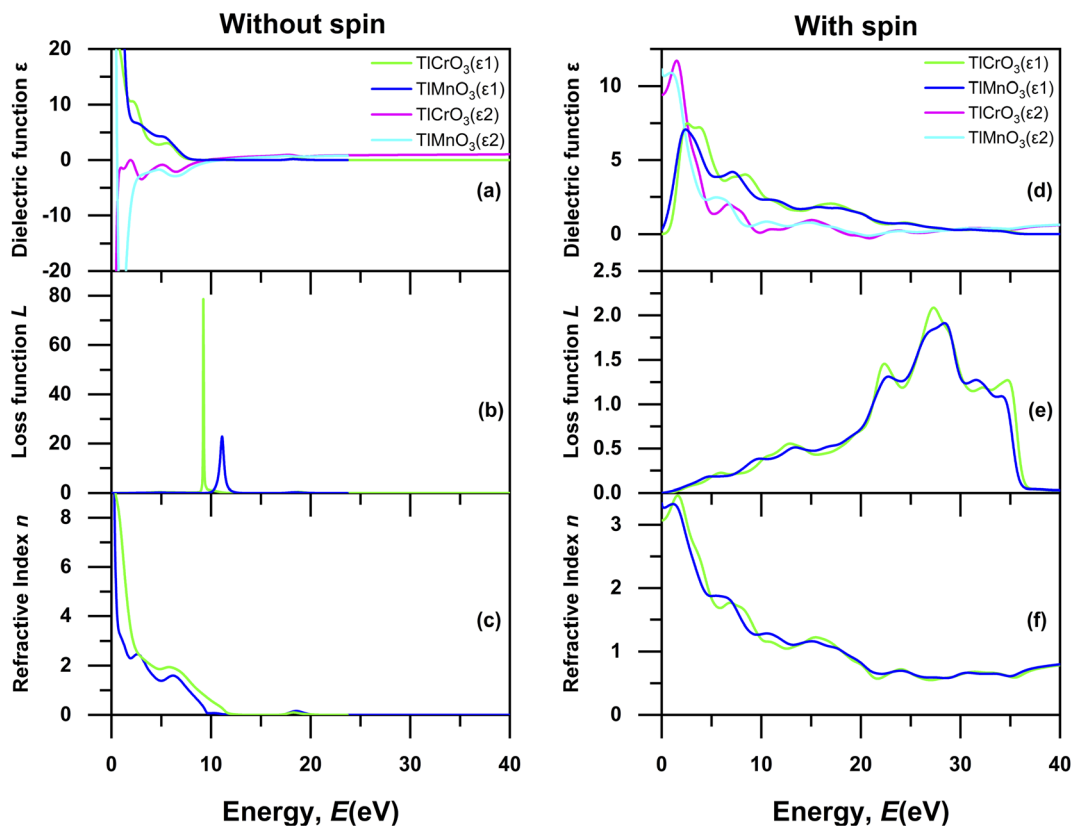 Without spin
With spin
Dielectric function ε
20
10
0
-10
-20
TlCrO₃(ε1)
TlMnO₃(ε1)
TlCrO₃(ε2)
TlMnO₃(ε2)
(a)
Loss function L
80
60
40
20
0
(b)
Refractive Index n
8
6
4
2
0
(c)
0 10 20 30 40
Energy, E(eV)
Dielectric function ε
10
5
0
TlCrO₃(ε1)
TlMnO₃(ε1)
TlCrO₃(ε2)
TlMnO₃(ε2)
(d)
Loss function L
2.5
2.0
1.5
1.0
0.5
0.0
(e)
Refractive Index n
3
2
1
0
(f)
0 10 20 30 40
Energy, E(eV)